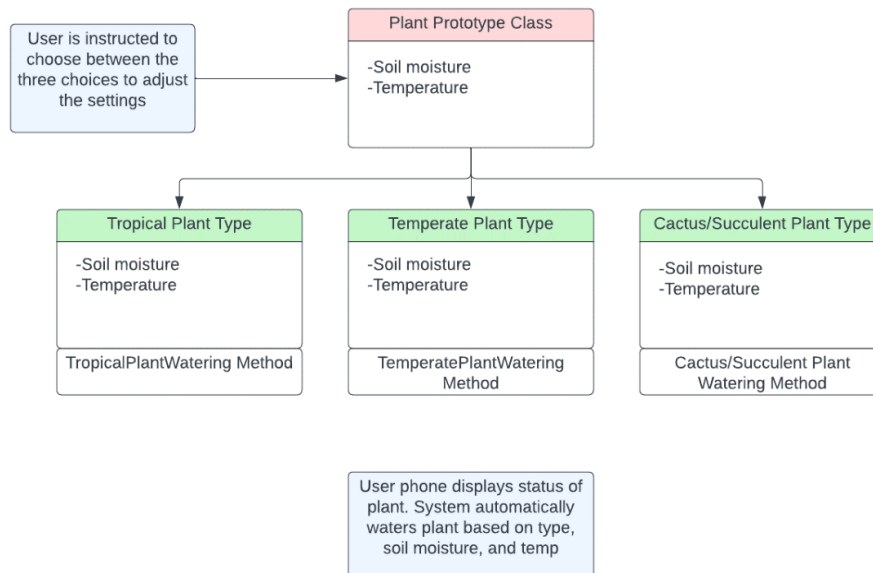 User is instructed to
choose between the
three choices to adjust
the settings
Plant Prototype Class
-Soil moisture
-Temperature
Tropical Plant Type
-Soil moisture
-Temperature
TropicalPlantWatering Method
Temperate Plant Type
-Soil moisture
-Temperature
TemperatePlantWatering
Method
Cactus/Succulent Plant Type
-Soil moisture
-Temperature
Cactus/Succulent Plant
Watering Method
User phone displays status of
plant. System automatically
waters plant based on type,
soil moisture, and temp